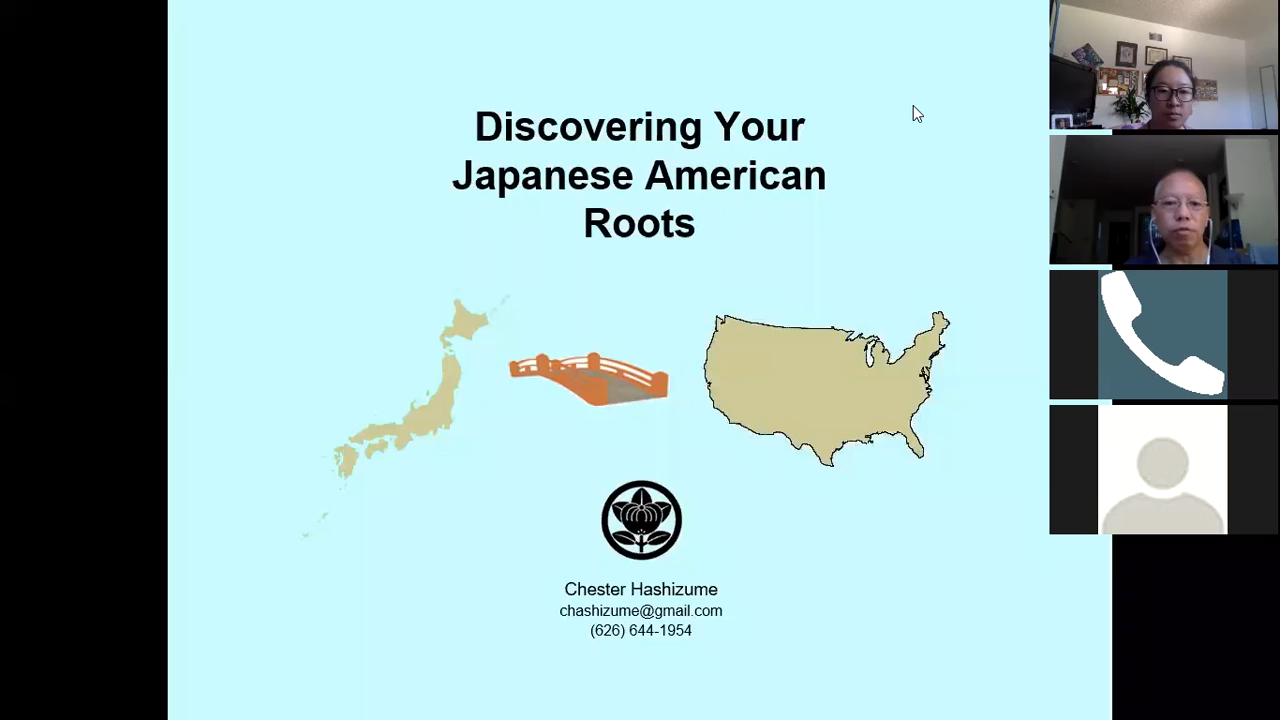 Discovering Your
Japanese American
Roots
Chester Hashizume
chashizume@gmail.com
(626) 644-1954